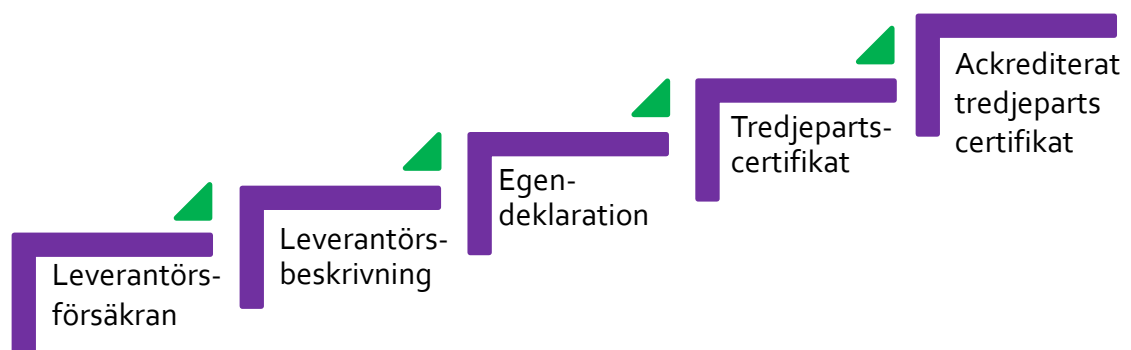 Leverantörs-
försäkran
Leverantörs-
beskrivning
Egen-
deklaration
Tredjeparts-
certifikat
Ackrediterat
tredjeparts
certifikat